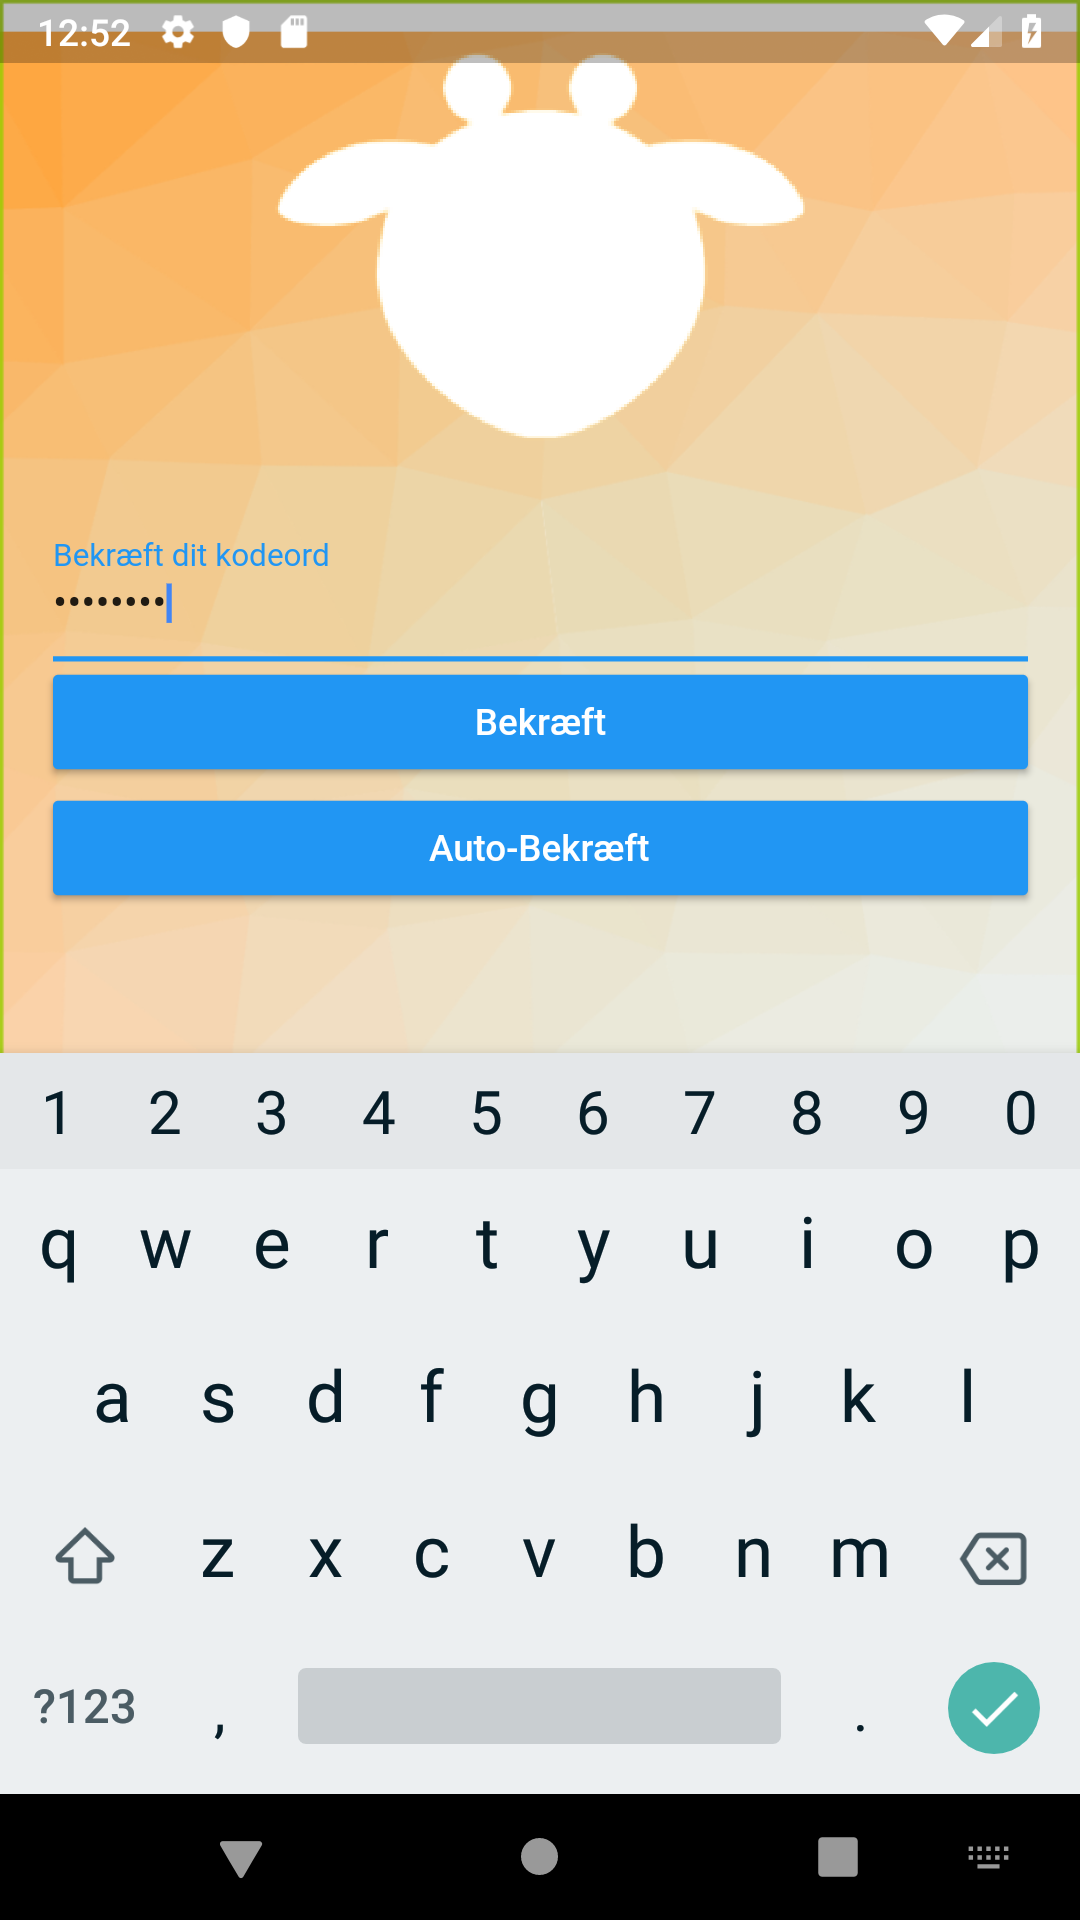 12:52
Bekræft dit kodeord
••••••••
Bekræft
Auto-Bekræft
1 2 3 4 5 6 7 8 9 0
q w e r t y u i o p
a s d f g h j k l
z x c v b n m
?123 , .